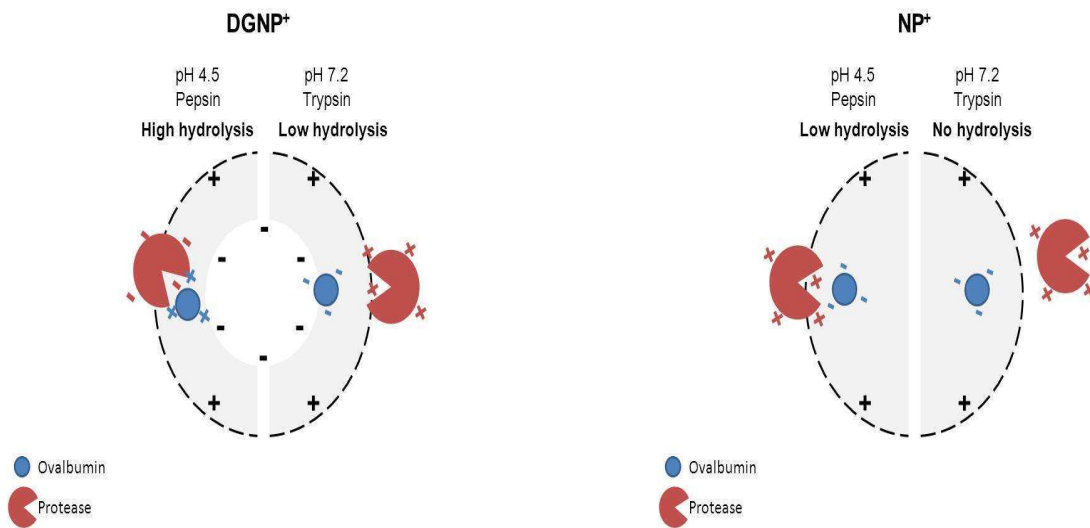 DGNP⁺
pH 4.5
Pepsin
High hydrolysis
pH 7.2
Trypsin
Low hydrolysis
+
+
-
-
-
-
-
-
+
+
Ovalbumin
Protease
NP⁺
pH 4.5
Pepsin
Low hydrolysis
pH 7.2
Trypsin
No hydrolysis
+
+
+
+
Ovalbumin
Protease